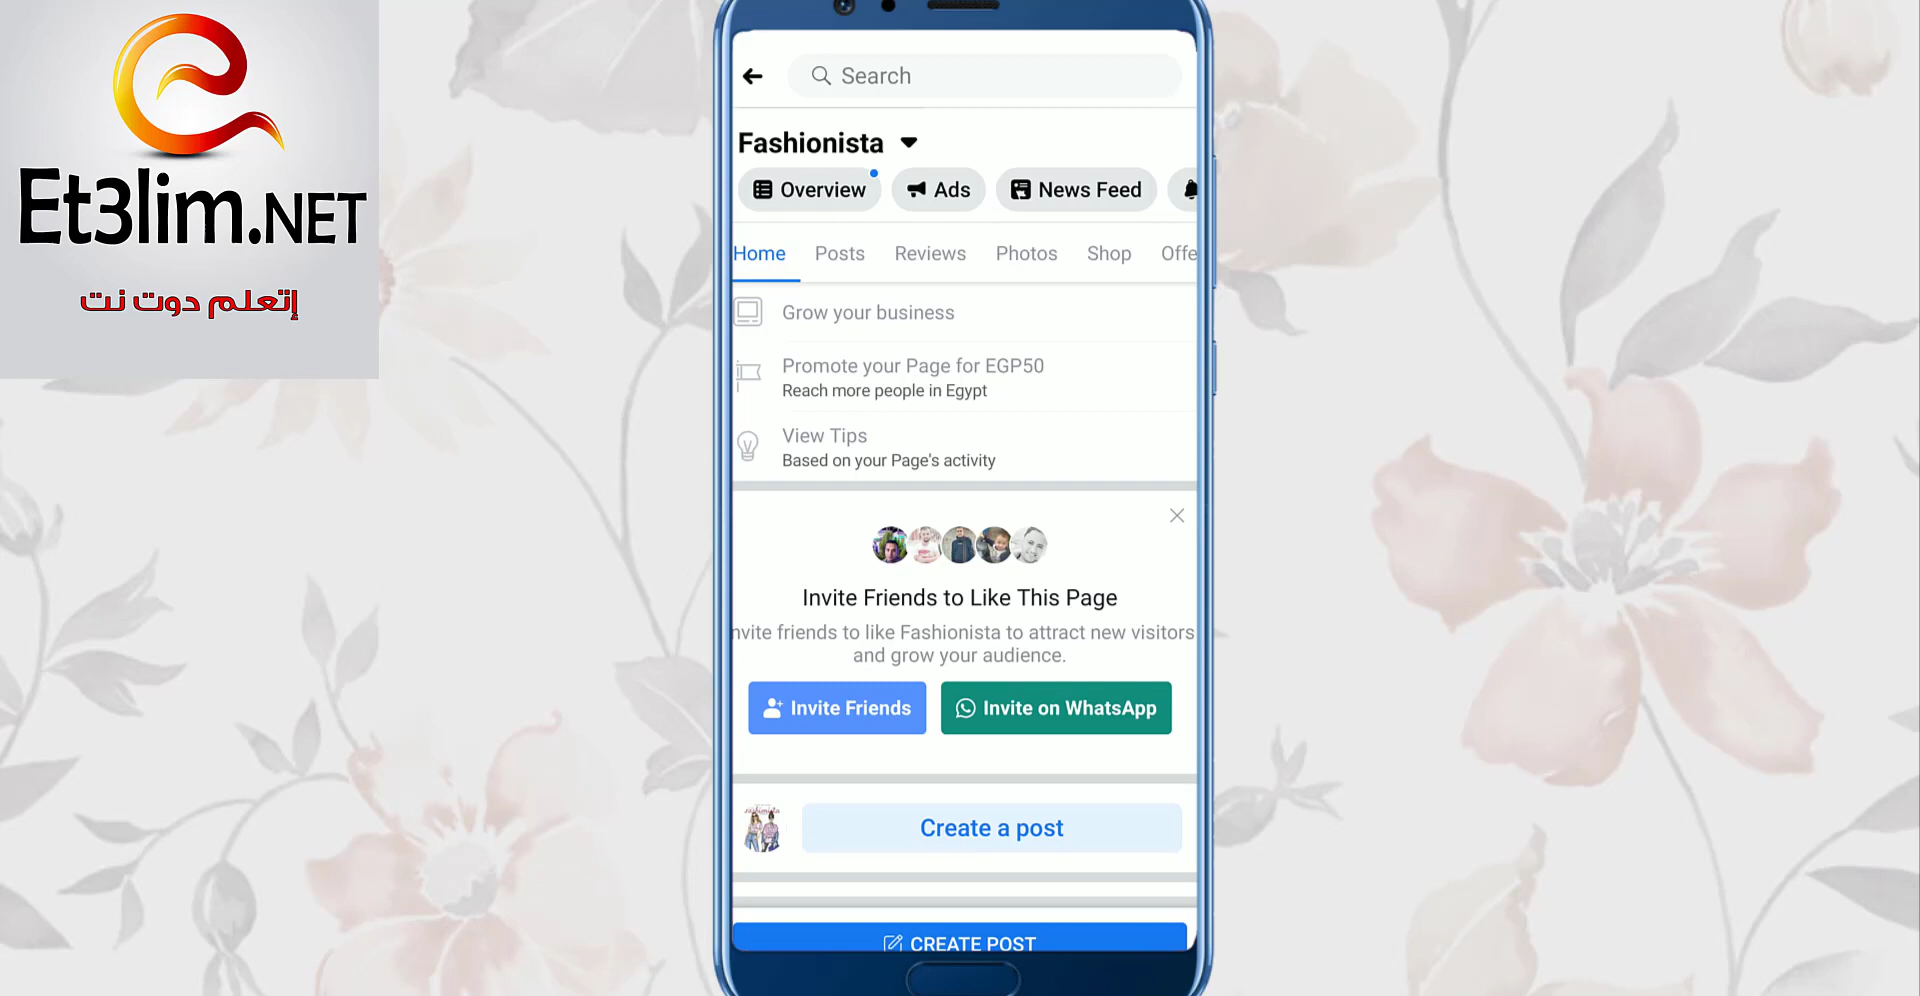 Et3lim.NET
إتعلم دوت نت
Search
Fashionista
Overview
Ads
News Feed
Home
Posts
Reviews
Photos
Shop
Offe
Grow your business
Promote your Page for EGP50
Reach more people in Egypt
View Tips
Based on your Page's activity
Invite Friends to Like This Page
nvite friends to like Fashionista to attract new visitors
and grow your audience.
Invite Friends
Invite on WhatsApp
Create a post
CREATE POST